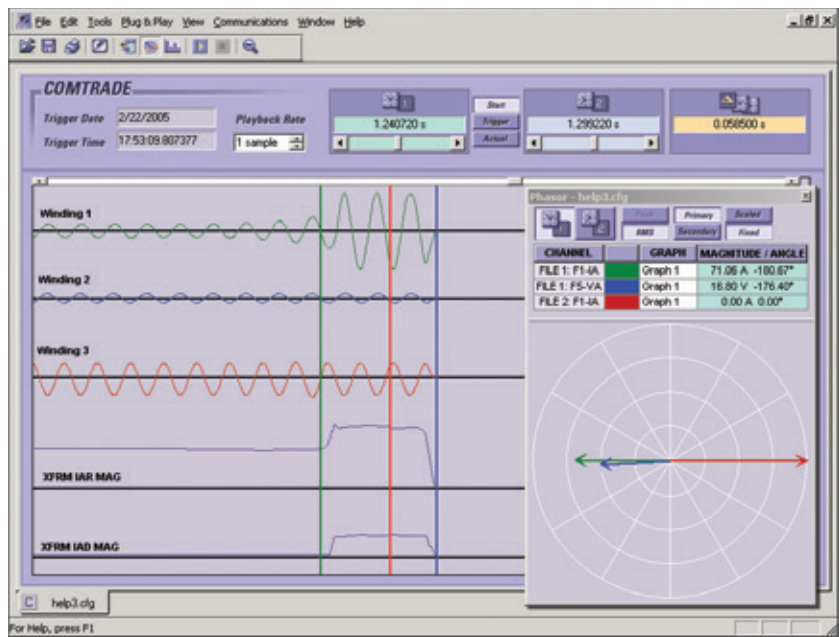 File Edit Tools Plug & Play View Communications Window Help
COMTRADE
Trigger Date 2/22/2005
Trigger Time 17:53:09.807377
Playback Rate
1 sample
1
1.240720 s
Start
Trigger
Actual
2
1.299220 s
0.058500 s
Winding 1
Winding 2
Winding 3
XFRM IAR MAG
XFRM IAD MAG
Phasor - help3.cfg
Primary Scaled
RMS Secondary Fixed
CHANNEL GRAPH MAGNITUDE / ANGLE
FILE 1: F1-IA Graph 1 71.06 A -180.67°
FILE 1: F5-VA Graph 1 16.80 V -176.40°
FILE 2: F1-IA Graph 1 0.00 A 0.00°
C help3.cfg
For Help, press F1